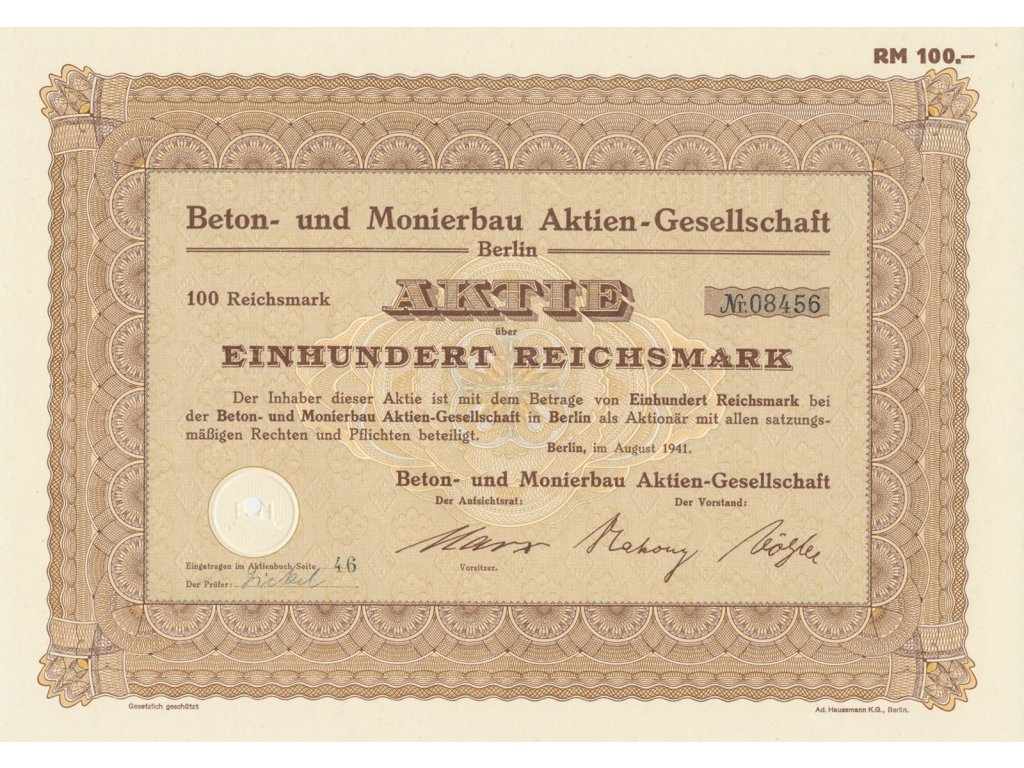 RM 100.–
Beton- und Monierbau Aktien-Gesellschaft
Berlin
100 Reichsmark
AKTIE
Nr. 08456
über
EINHUNDERT REICHSMARK
Der Inhaber dieser Aktie ist mit dem Betrage von Einhundert Reichsmark bei
der Beton- und Monierbau Aktien-Gesellschaft in Berlin als Aktionär mit allen satzungs-
mäßigen Rechten und Pflichten beteiligt.
Berlin, im August 1941.
Beton- und Monierbau Aktien-Gesellschaft
Der Aufsichtsrat:
Der Vorstand:
Marx
Vorsitzer.
Eingetragen im Aktienbuch Seite 46
Der Prüfer:
Gesetzlich geschützt
Ad. Haussmann K.G., Berlin.